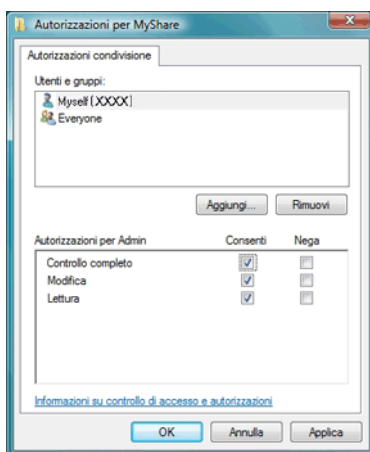 Autorizzazioni per MyShare
Autorizzazioni condivisione
Utenti e gruppi:
Myself (XXXX)
Everyone
Aggiungi... Rimuovi
Autorizzazioni per Admin Consenti Nega
Controllo completo
Modifica
Lettura
Informazioni su controllo di accesso e autorizzazioni
OK Annulla Applica